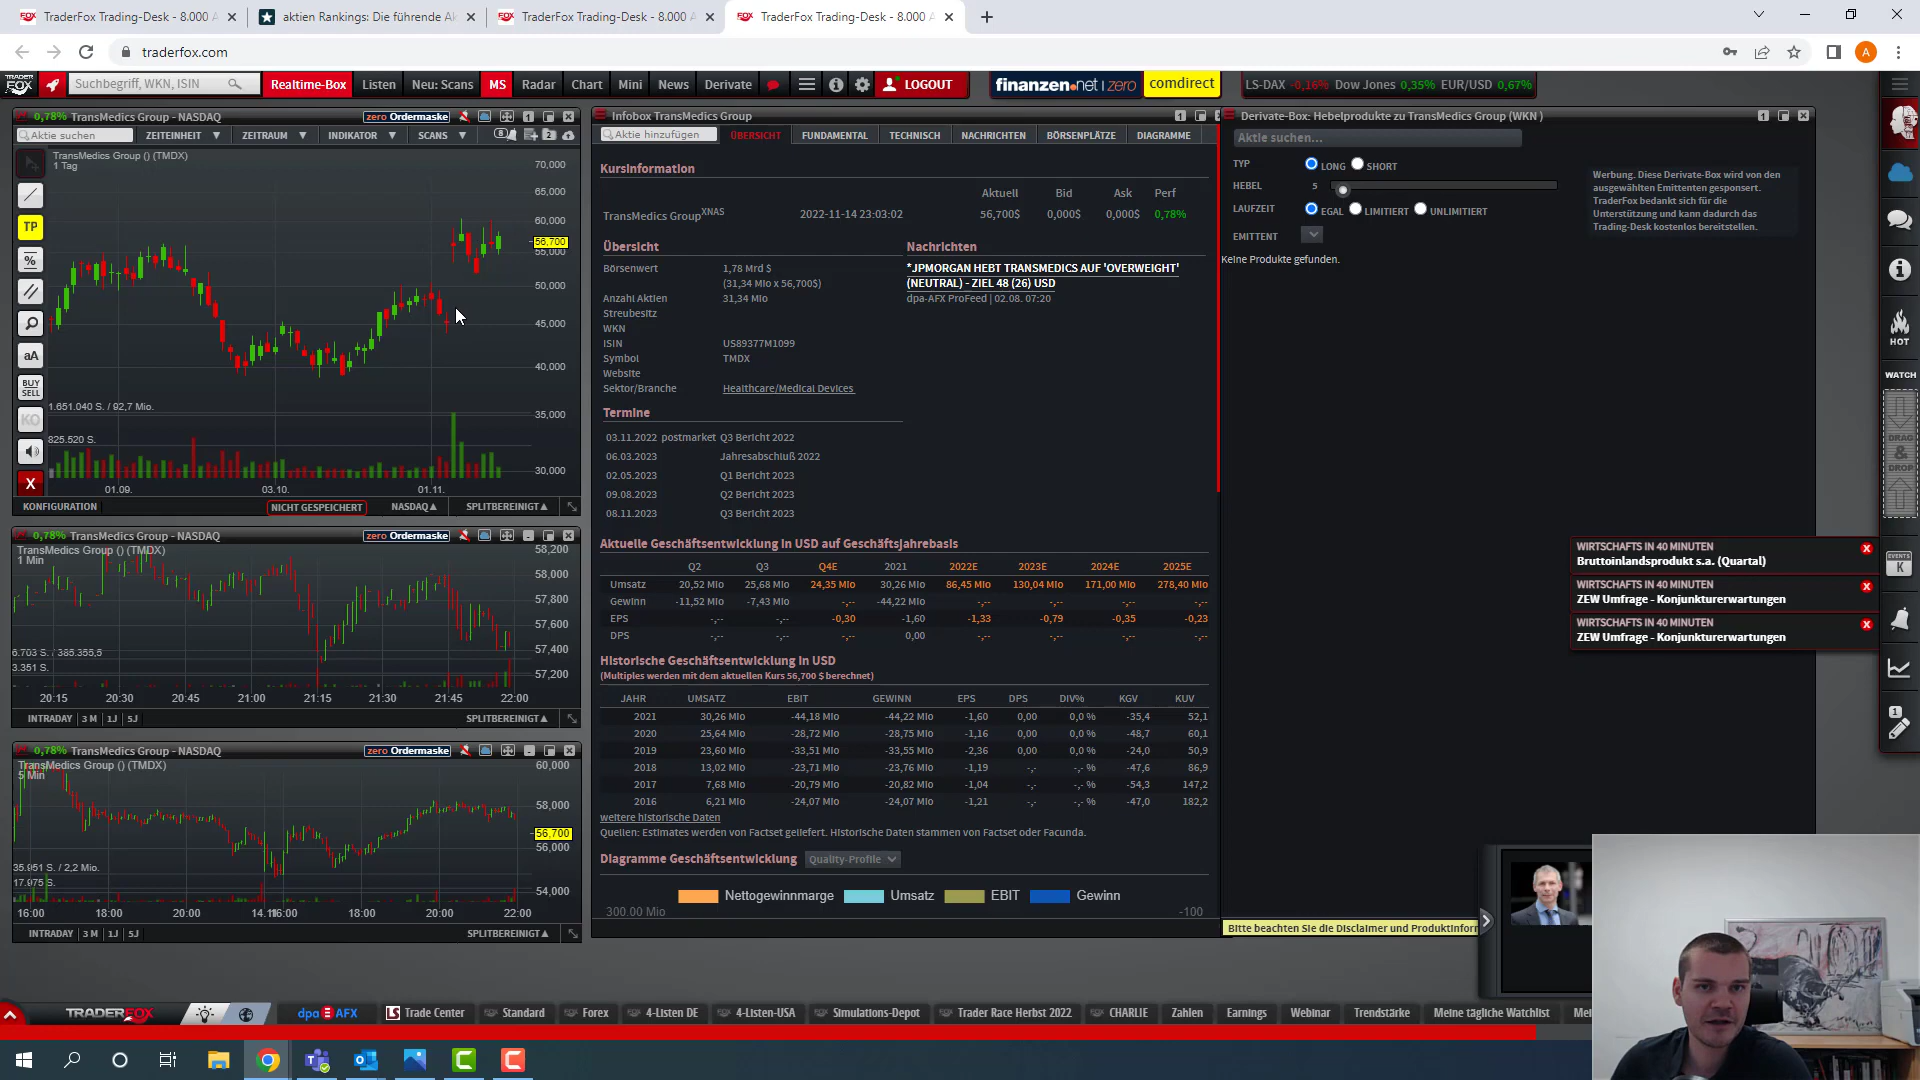 TraderFox Trading-Desk - 8.000 A
aktien Rankings: Die führende Ak
TraderFox Trading-Desk - 8.000 A
TraderFox Trading-Desk - 8.000 A
traderfox.com
A
TRADER FOX
Suchbegriff, WKN, ISIN
Realtime-Box
Listen
Neu: Scans
MS
Radar
Chart
Mini
News
Derivate
LOGOUT
finanzen.net | zero
comdirect
LS-DAX -0,16% Dow Jones 0,35% EUR/USD 0,67%
0,78% TransMedics Group - NASDAQ
zero Ordermaske
Aktie suchen
ZEITEINHEIT
ZEITRAUM
INDIKATOR
SCANS
TransMedics Group () (TMDX)
1 Tag
70,000
65,000
60,000
56,700
55,000
50,000
45,000
40,000
35,000
30,000
TP
%
aA
BUY
SELL
KO
X
1.651.040 S. / 92,7 Mio.
825.520 S.
01.09.
03.10.
01.11.
KONFIGURATION
NICHT GESPEICHERT
NASDAQ▲
SPLITBEREINIGT▲
0,78% TransMedics Group - NASDAQ
zero Ordermaske
TransMedics Group () (TMDX)
1 Min
58,200
58,000
57,800
57,600
57,400
57,200
6.703 / 385.355,5
3.351 S.
20:15
20:30
20:45
21:00
21:15
21:30
21:45
22:00
INTRADAY
3 M
1J
5J
SPLITBEREINIGT▲
0,78% TransMedics Group - NASDAQ
zero Ordermaske
TransMedics Group () (TMDX)
5 Min
60,000
58,000
56,700
56,000
54,000
35.951 S. / 2,2 Mio.
17.975 S.
16:00
18:00
20:00
18:00
20:00
22:00
INTRADAY
3 M
1J
5J
SPLITBEREINIGT▲
Infobox TransMedics Group
Aktie hinzufügen
ÜBERSICHT
FUNDAMENTAL
TECHNISCH
NACHRICHTEN
BÖRSENPLÄTZE
DIAGRAMME
Kursinformation
Aktuell
Bid
Ask
Perf
TransMedics Group XNAS
2022-11-14 23:03:02
56,700$
0,000$
0,000$
0,78%
Übersicht
Börsenwert
1,78 Mrd $
(31,34 Mio x 56,700$)
Anzahl Aktien
31,34 Mio
Streubesitz
WKN
ISIN
US89377M1099
Symbol
TMDX
Website
Sektor/Branche
Healthcare/Medical Devices
Nachrichten
*JPMORGAN HEBT TRANSMEDICS AUF 'OVERWEIGHT'
(NEUTRAL) - ZIEL 48 (26) USD
dpa-AFX ProFeed | 02.08. 07:20
Termine
03.11.2022 postmarket Q3 Bericht 2022
06.03.2023 Jahresabschluß 2022
02.05.2023 Q1 Bericht 2023
09.08.2023 Q2 Bericht 2023
08.11.2023 Q3 Bericht 2023
Aktuelle Geschäftsentwicklung in USD auf Geschäftsjahrebasis
Q2 Q3 Q4E 2021 2022E 2023E 2024E 2025E
Umsatz 20,52 Mio 25,68 Mio 24,35 Mio 30,26 Mio 86,45 Mio 130,04 Mio 171,00 Mio 278,40 Mio
Gewinn -11,52 Mio -7,43 Mio -,-- -44,22 Mio -,-- -,-- -,-- -,--
EPS -,-- -,-- -0,30 -1,60 -1,33 -0,79 -0,35 -0,23
DPS -,-- -,-- -,-- 0,00 -,-- -,-- -,-- -,--
Historische Geschäftsentwicklung in USD
(Multiples werden mit dem aktuellen Kurs 56,700 $ berechnet)
JAHR UMSATZ EBIT GEWINN EPS DPS DIV% KGV KUV
2021 30,26 Mio -44,18 Mio -44,22 Mio -1,60 0,00 0,0 % -35,4 52,1
2020 25,64 Mio -28,72 Mio -28,75 Mio -1,16 0,00 0,0 % -48,7 60,1
2019 23,60 Mio -33,51 Mio -33,55 Mio -2,36 0,00 0,0 % -24,0 50,9
2018 13,02 Mio -23,71 Mio -23,76 Mio -1,19 -,- -,- % -47,6 86,9
2017 7,68 Mio -20,79 Mio -20,82 Mio -1,04 -,- -,- % -54,3 147,2
2016 6,21 Mio -24,07 Mio -24,07 Mio -1,21 -,- -,- % -47,0 182,2
weitere historische Daten
Quellen: Estimates werden von Factset geliefert. Historische Daten stammen von Factset oder Facunda.
Diagramme Geschäftsentwicklung
Quality-Profile
Nettogewinnmarge
Umsatz
EBIT
Gewinn
300.00 Mio
-100
Derivate-Box: Hebelprodukte zu TransMedics Group (WKN )
Aktie suchen...
TYP
LONG
SHORT
HEBEL
5
LAUFZEIT
EGAL
LIMITIERT
UNLIMITIERT
EMITTENT
Keine Produkte gefunden.
Werbung. Diese Derivate-Box wird von den
ausgewählten Emittenten gesponsert.
TraderFox bedankt sich für die
Unterstützung und kann dadurch das
Trading-Desk kostenlos bereitstellen.
WIRTSCHAFTS IN 40 MINUTEN
Bruttoinlandsprodukt s.a. (Quartal)
WIRTSCHAFTS IN 40 MINUTEN
ZEW Umfrage - Konjunkturerwartungen
WIRTSCHAFTS IN 40 MINUTEN
ZEW Umfrage - Konjunkturerwartungen
Bitte beachten Sie die Disclaimer und Produktinfor
HOT
WATCH
DRAG
&
DROP
EVENTS
K
1
TRADERFOX
dpa AFX
LS Trade Center
Standard
Forex
4-Listen DE
4-Listen-USA
Simulations-Depot
Trader Race Herbst 2022
CHARLIE
Zahlen
Earnings
Webinar
Trendstärke
Meine tägliche Watchlist
Mei